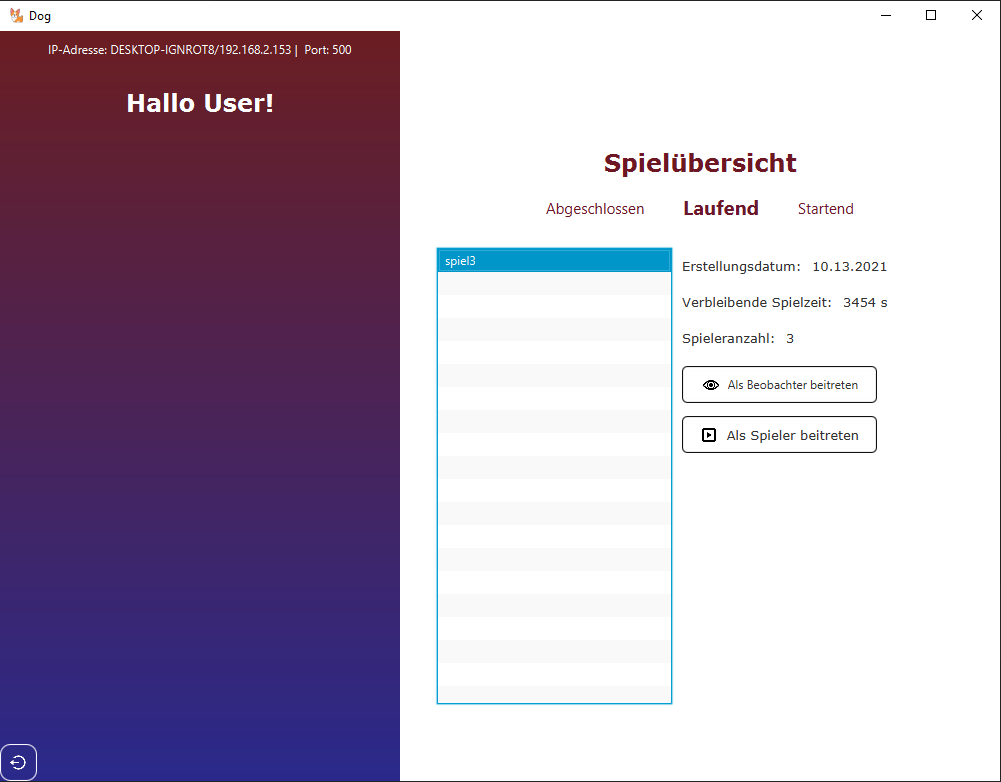 Dog
IP-Adresse: DESKTOP-IGNROT8/192.168.2.153 | Port: 500
Hallo User!
Spielübersicht
Abgeschlossen Laufend Startend
spiel3
Erstellungsdatum: 10.13.2021
Verbleibende Spielzeit: 3454 s
Spieleranzahl: 3
Als Beobachter beitreten
Als Spieler beitreten